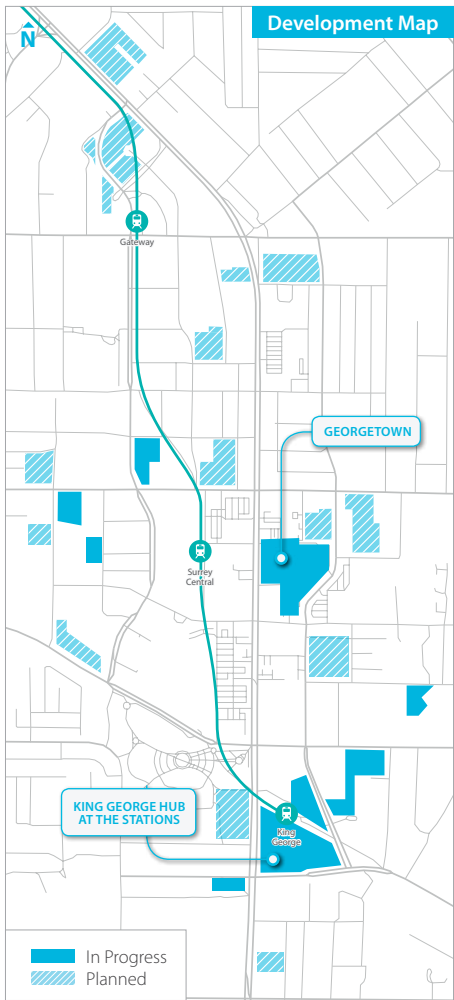 Development Map
N
Gateway
GEORGETOWN
Surrey
Central
KING GEORGE HUB
AT THE STATIONS
King
George
In Progress
Planned